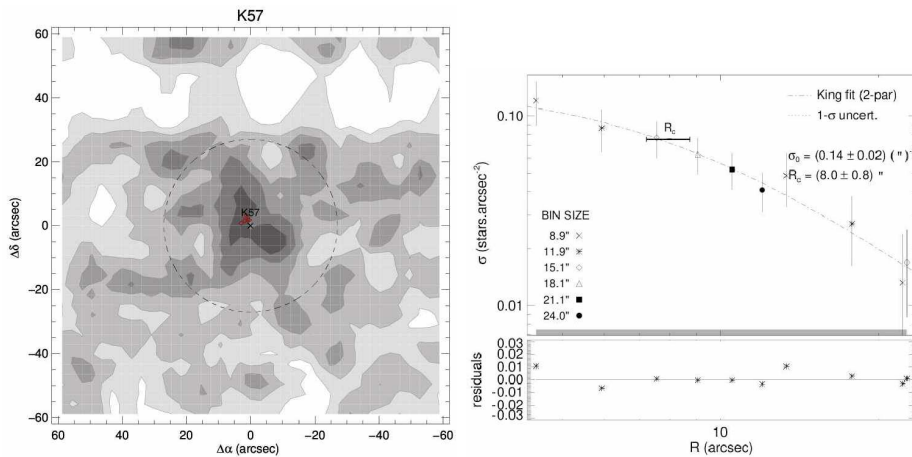 K57
60
40
20
0
−20
−40
−60
Δδ (arcsec)
K57
60 40 20 0 −20 −40 −60
Δα (arcsec)
0.10
0.01
σ (stars.arcsec⁻²)
King fit (2-par)
1-σ uncert.
R_c
σ₀ = (0.14 ± 0.02) (")⁻
R_c = (8.0 ± 0.8) "
BIN SIZE
8.9"
11.9"
15.1"
18.1"
21.1"
24.0"
0.03
0.02
0.01
0.00
-0.01
-0.02
-0.03
residuals
10
R (arcsec)